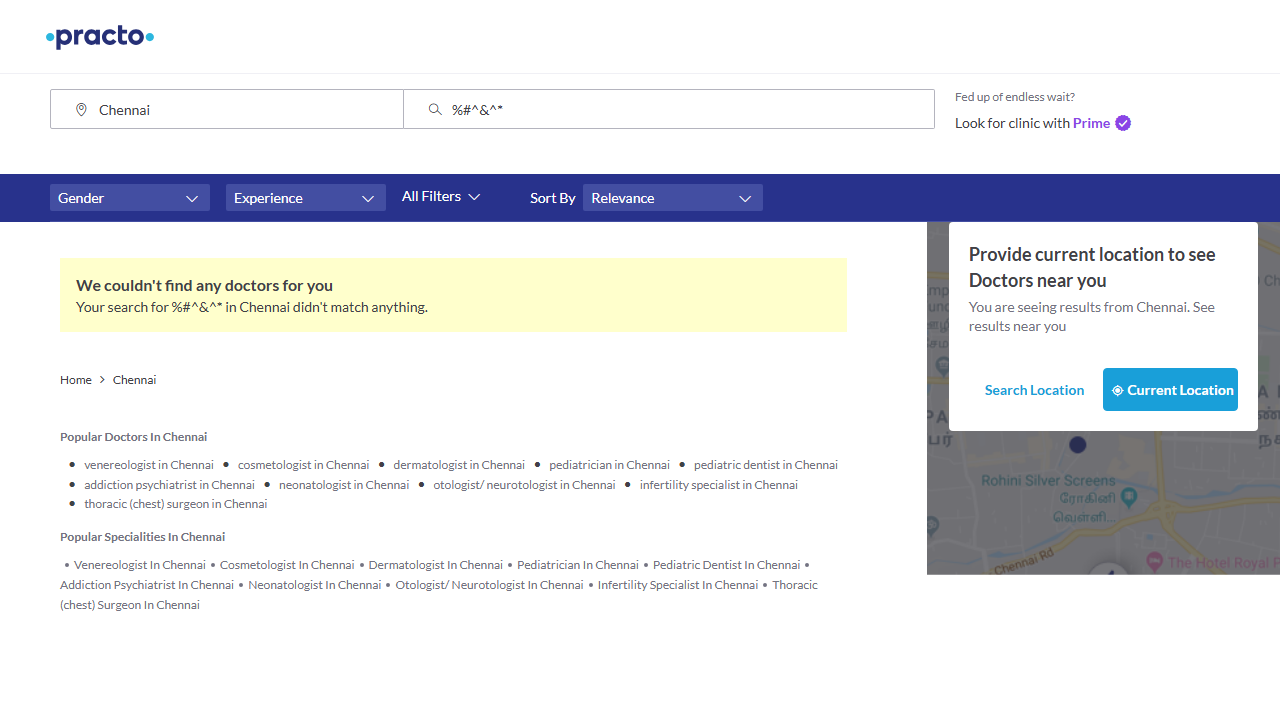 practo
Chennai
%#^&^*
Fed up of endless wait?
Look for clinic with Prime
Gender
Experience
All Filters
Sort By
Relevance
We couldn't find any doctors for you
Your search for %#^&^* in Chennai didn't match anything.
Home > Chennai
Popular Doctors In Chennai
• venereologist in Chennai • cosmetologist in Chennai • dermatologist in Chennai • pediatrician in Chennai • pediatric dentist in Chennai
• addiction psychiatrist in Chennai • neonatologist in Chennai • otologist/ neurotologist in Chennai • infertility specialist in Chennai
• thoracic (chest) surgeon in Chennai
Popular Specialities In Chennai
• Venereologist In Chennai • Cosmetologist In Chennai • Dermatologist In Chennai • Pediatrician In Chennai • Pediatric Dentist In Chennai •
Addiction Psychiatrist In Chennai • Neonatologist In Chennai • Otologist/ Neurotologist In Chennai • Infertility Specialist In Chennai • Thoracic
(chest) Surgeon In Chennai
Provide current location to see
Doctors near you
You are seeing results from Chennai. See
results near you
Search Location
Current Location
Rohini Silver Screens
ரோகினி
வெள்ளி...
Chennai Rd
The Hotel Royal P